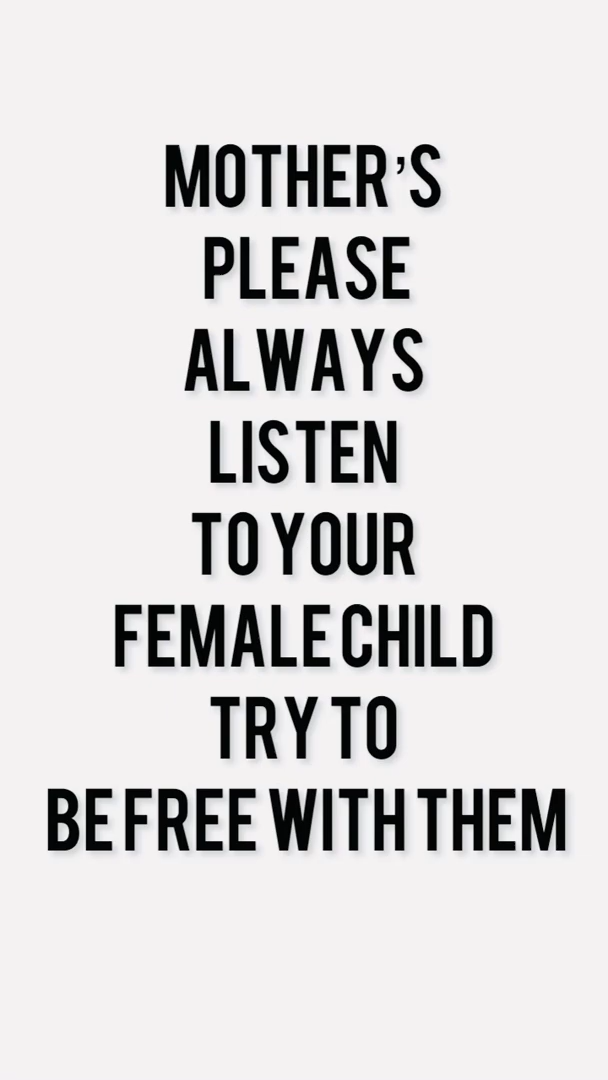 MOTHER'S
PLEASE
ALWAYS
LISTEN
TO YOUR
FEMALE CHILD
TRY TO
BE FREE WITH THEM